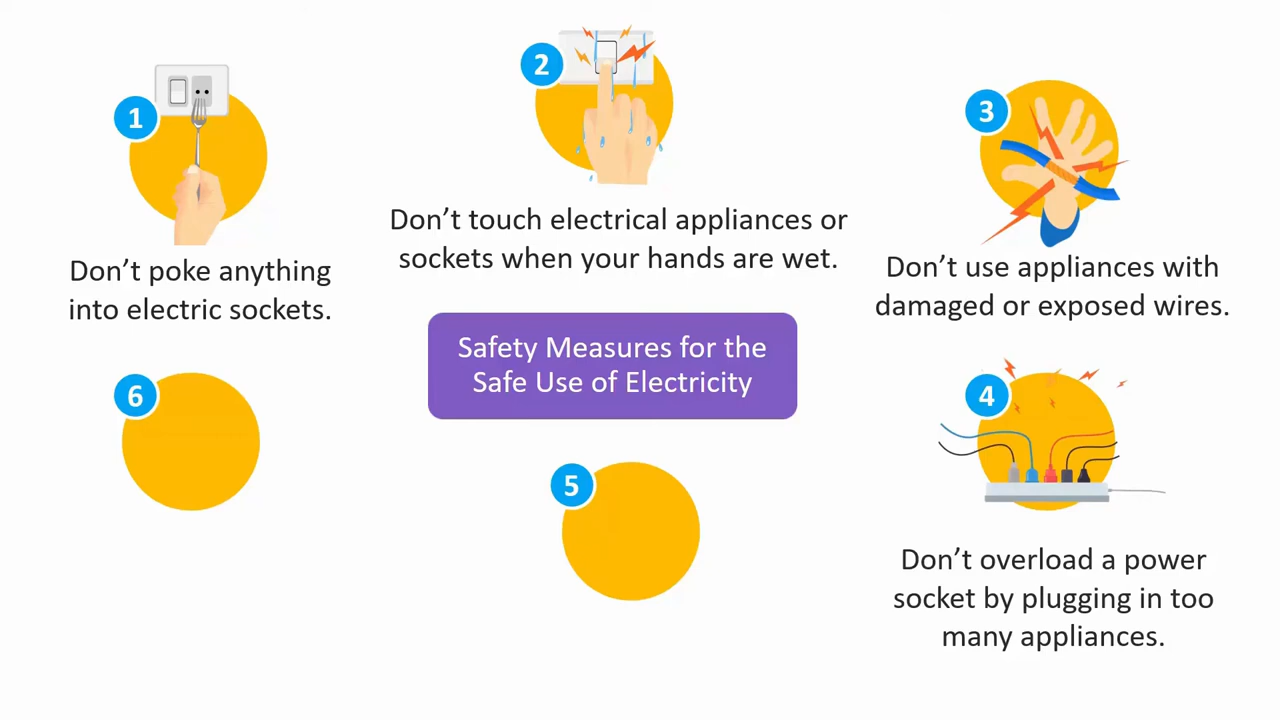 1
Don’t poke anything
into electric sockets.
2
Don’t touch electrical appliances or
sockets when your hands are wet.
3
Don’t use appliances with
damaged or exposed wires.
Safety Measures for the
Safe Use of Electricity
4
Don’t overload a power
socket by plugging in too
many appliances.
5
6